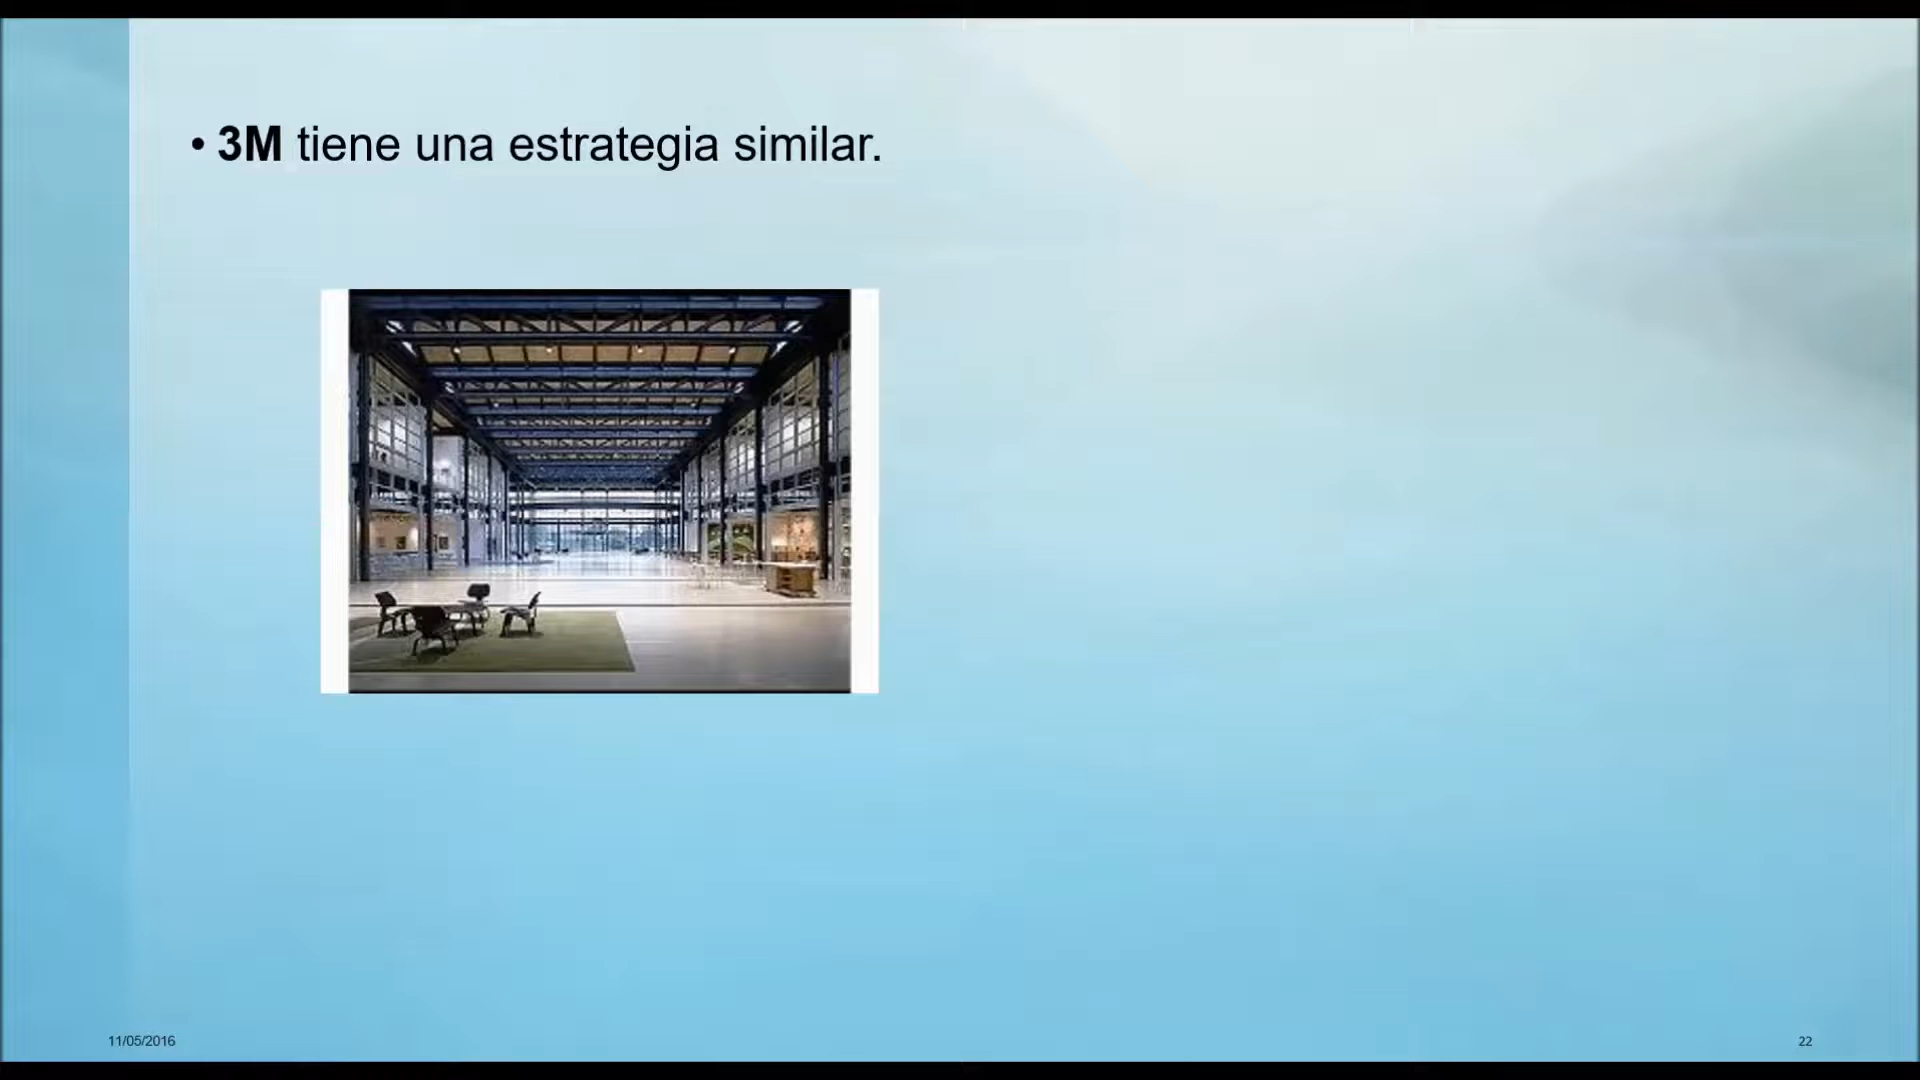 • 3M tiene una estrategia similar.
11/05/2016
22